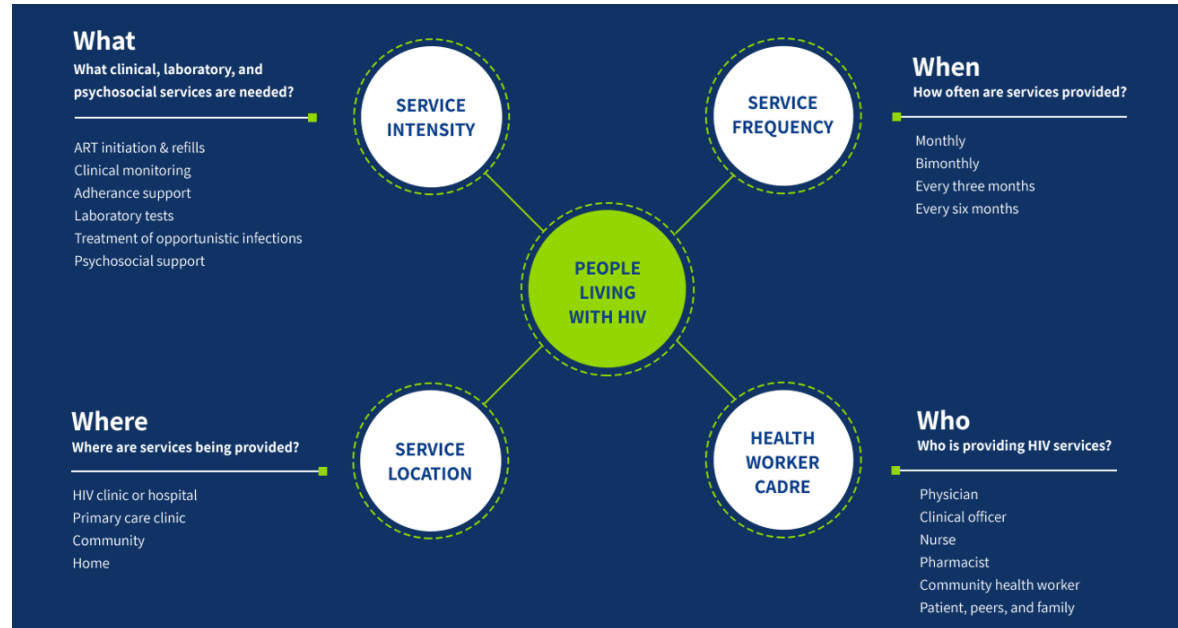 What
What clinical, laboratory, and
psychosocial services are needed?
ART initiation & refills
Clinical monitoring
Adherance support
Laboratory tests
Treatment of opportunistic infections
Psychosocial support
SERVICE
INTENSITY
SERVICE
FREQUENCY
When
How often are services provided?
Monthly
Bimonthly
Every three months
Every six months
PEOPLE
LIVING
WITH HIV
Where
Where are services being provided?
HIV clinic or hospital
Primary care clinic
Community
Home
SERVICE
LOCATION
HEALTH
WORKER
CADRE
Who
Who is providing HIV services?
Physician
Clinical officer
Nurse
Pharmacist
Community health worker
Patient, peers, and family